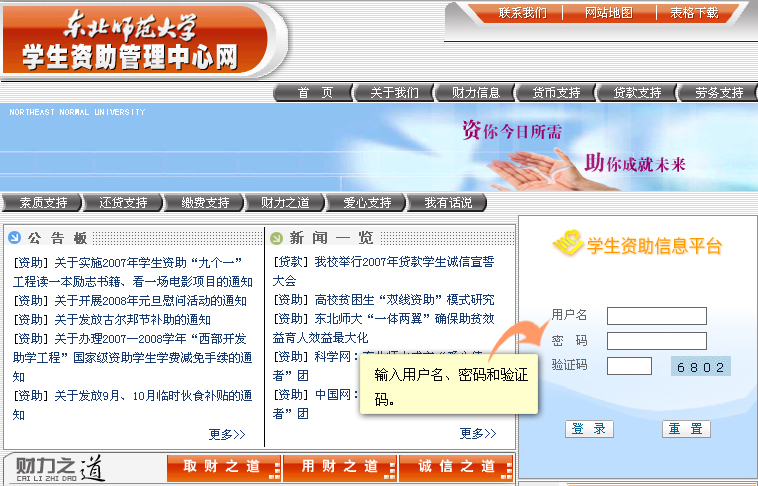 东北师范大学
学生资助管理中心网
联系我们 网站地图 表格下载
首 页 关于我们 财力信息 货币支持 贷款支持 劳务支持
NORTHEAST NORMAL UNIVERSITY
资你今日所需
助你成就未来
素质支持 还贷支持 缴费支持 财力之道 爱心支持 我有话说
公 告 板
[资助] 关于实施2007年学生资助“九个一”
工程读一本励志书籍、看一场电影项目的通知
[资助] 关于开展2008年元旦慰问活动的通知
[资助] 关于发放古尔邦节补助的通知
[资助] 关于办理2007—2008学年“西部开发
助学工程”国家级资助学生学费减免手续的通
知
[资助] 关于发放9月、10月临时伙食补贴的通
知
更多>>
新 闻 一 览
[贷款] 我校举行2007年贷款学生诚信宣誓
大会
[资助] 高校贫困生“双线资助”模式研究
[资助] 东北师大“一体两翼”确保助贫效
益育人效益最大化
[资助] 科学网：
者”团
[资助] 中国网：
者”团
更多>>
学生资助信息平台
用户名
密 码
验证码 6802
登 录 重 置
输入用户名、密码和验证
码。
财力之道
CAI LI ZHI DAO
取 财 之 道 用 财 之 道 诚 信 之 道